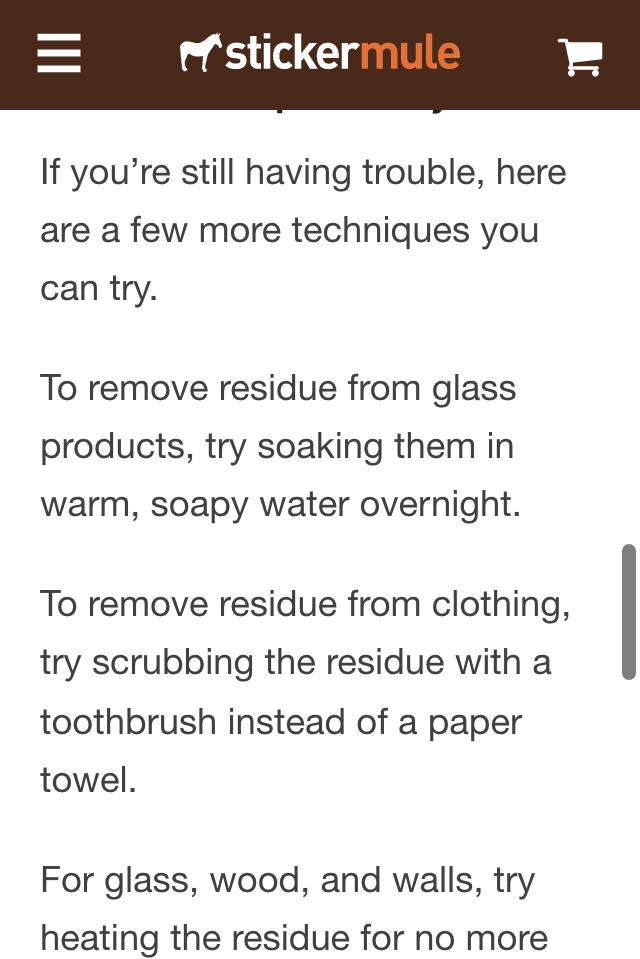 stickermule
If you’re still having trouble, here
are a few more techniques you
can try.
To remove residue from glass
products, try soaking them in
warm, soapy water overnight.
To remove residue from clothing,
try scrubbing the residue with a
toothbrush instead of a paper
towel.
For glass, wood, and walls, try
heating the residue for no more